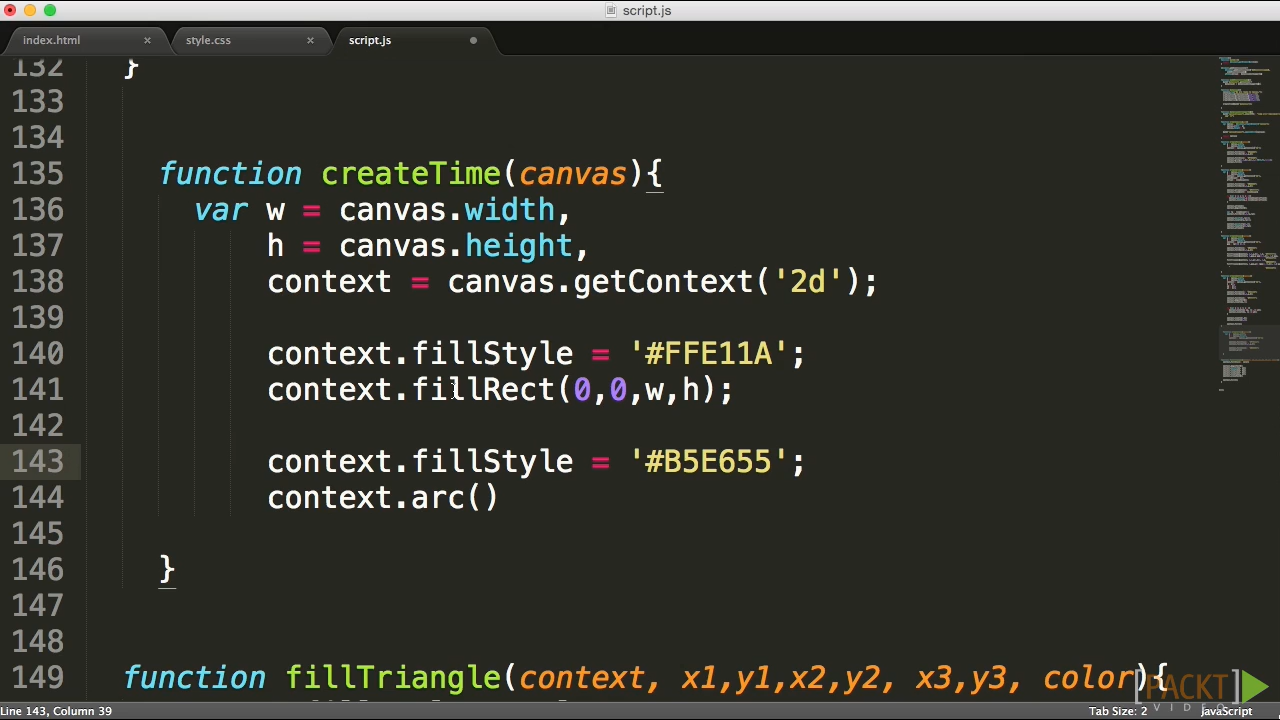 script.js
index.html × style.css × script.js
132 }
133
134
135 function createTime(canvas){
136 var w = canvas.width,
137 h = canvas.height,
138 context = canvas.getContext('2d');
139
140 context.fillStyle = '#FFE11A';
141 context.fillRect(0,0,w,h);
142
143 context.fillStyle = '#B5E655';
144 context.arc()
145
146 }
147
148
149 function fillTriangle(context, x1,y1,x2,y2, x3,y3, color){
[PACKT]
VIDEO
Line 143, Column 39 Tab Size: 2 JavaScript